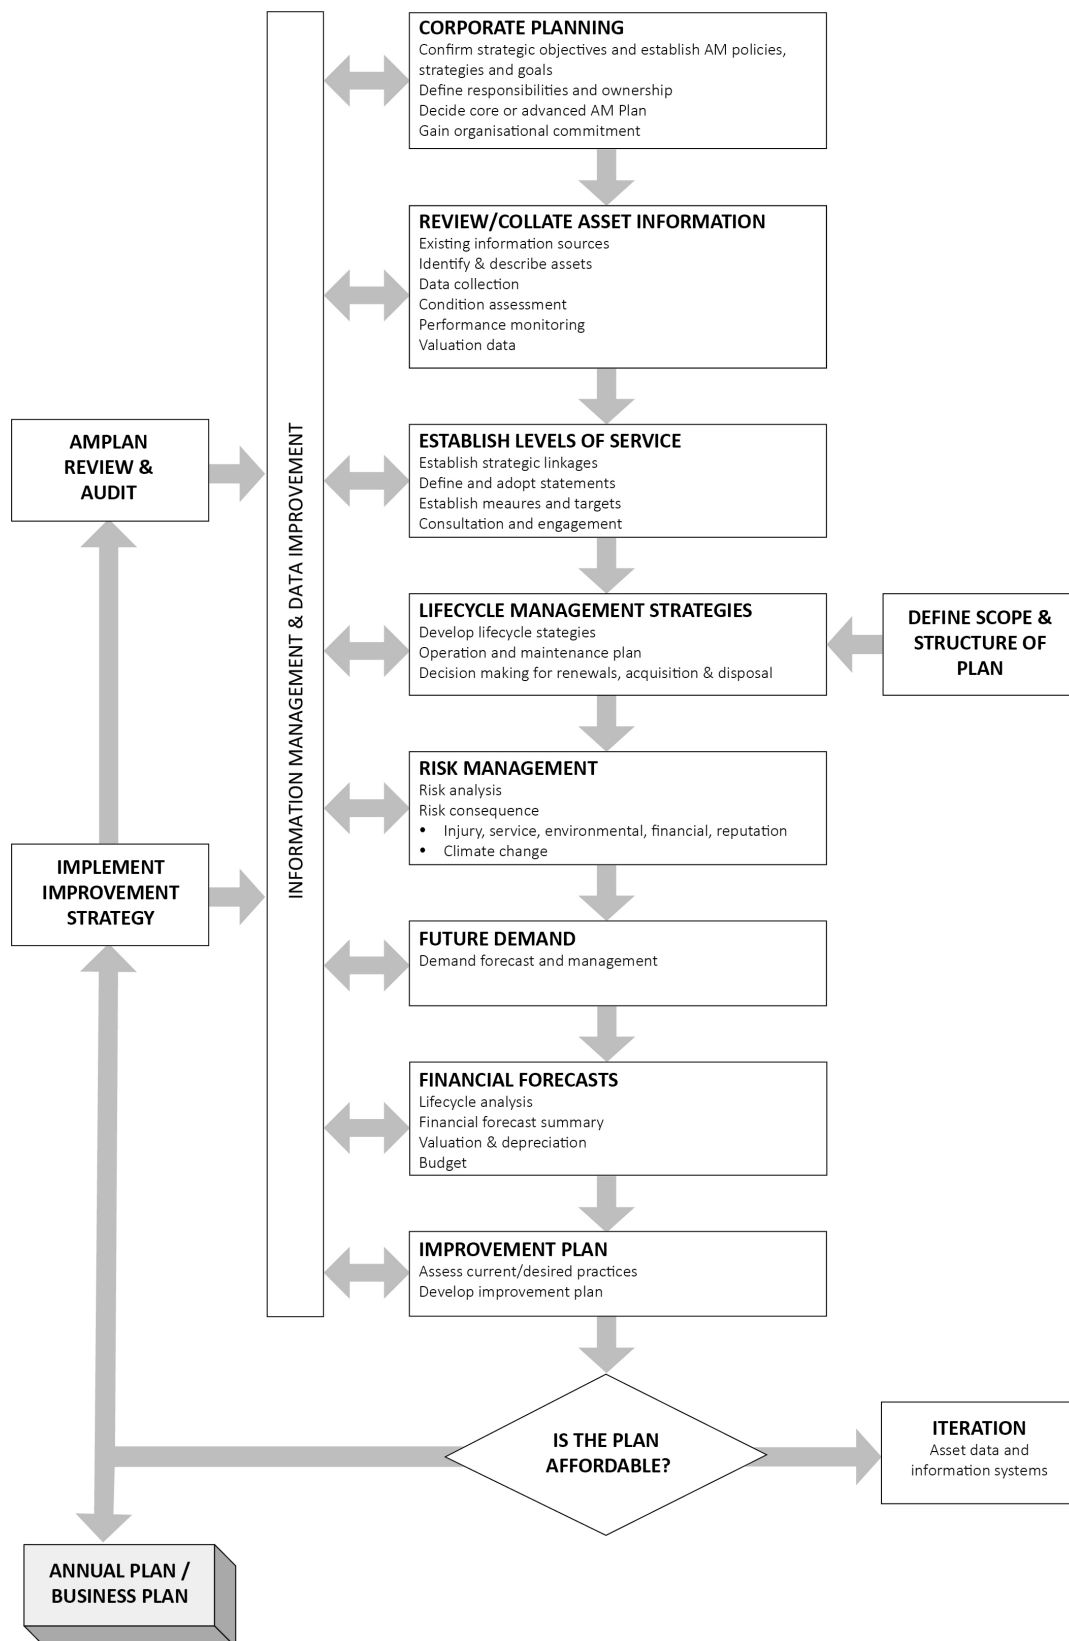 CORPORATE PLANNING
Confirm strategic objectives and establish AM policies,
strategies and goals
Define responsibilities and ownership
Decide core or advanced AM Plan
Gain organisational commitment
REVIEW/COLLATE ASSET INFORMATION
Existing information sources
Identify & describe assets
Data collection
Condition assessment
Performance monitoring
Valuation data
AMPLAN
REVIEW &
AUDIT
INFORMATION MANAGEMENT & DATA IMPROVEMENT
ESTABLISH LEVELS OF SERVICE
Establish strategic linkages
Define and adopt statements
Establish meaures and targets
Consultation and engagement
LIFECYCLE MANAGEMENT STRATEGIES
Develop lifecycle stategies
Operation and maintenance plan
Decision making for renewals, acquisition & disposal
DEFINE SCOPE &
STRUCTURE OF
PLAN
RISK MANAGEMENT
Risk analysis
Risk consequence
• Injury, service, environmental, financial, reputation
• Climate change
IMPLEMENT
IMPROVEMENT
STRATEGY
FUTURE DEMAND
Demand forecast and management
FINANCIAL FORECASTS
Lifecycle analysis
Financial forecast summary
Valuation & depreciation
Budget
IMPROVEMENT PLAN
Assess current/desired practices
Develop improvement plan
IS THE PLAN
AFFORDABLE?
ITERATION
Asset data and
information systems
ANNUAL PLAN /
BUSINESS PLAN